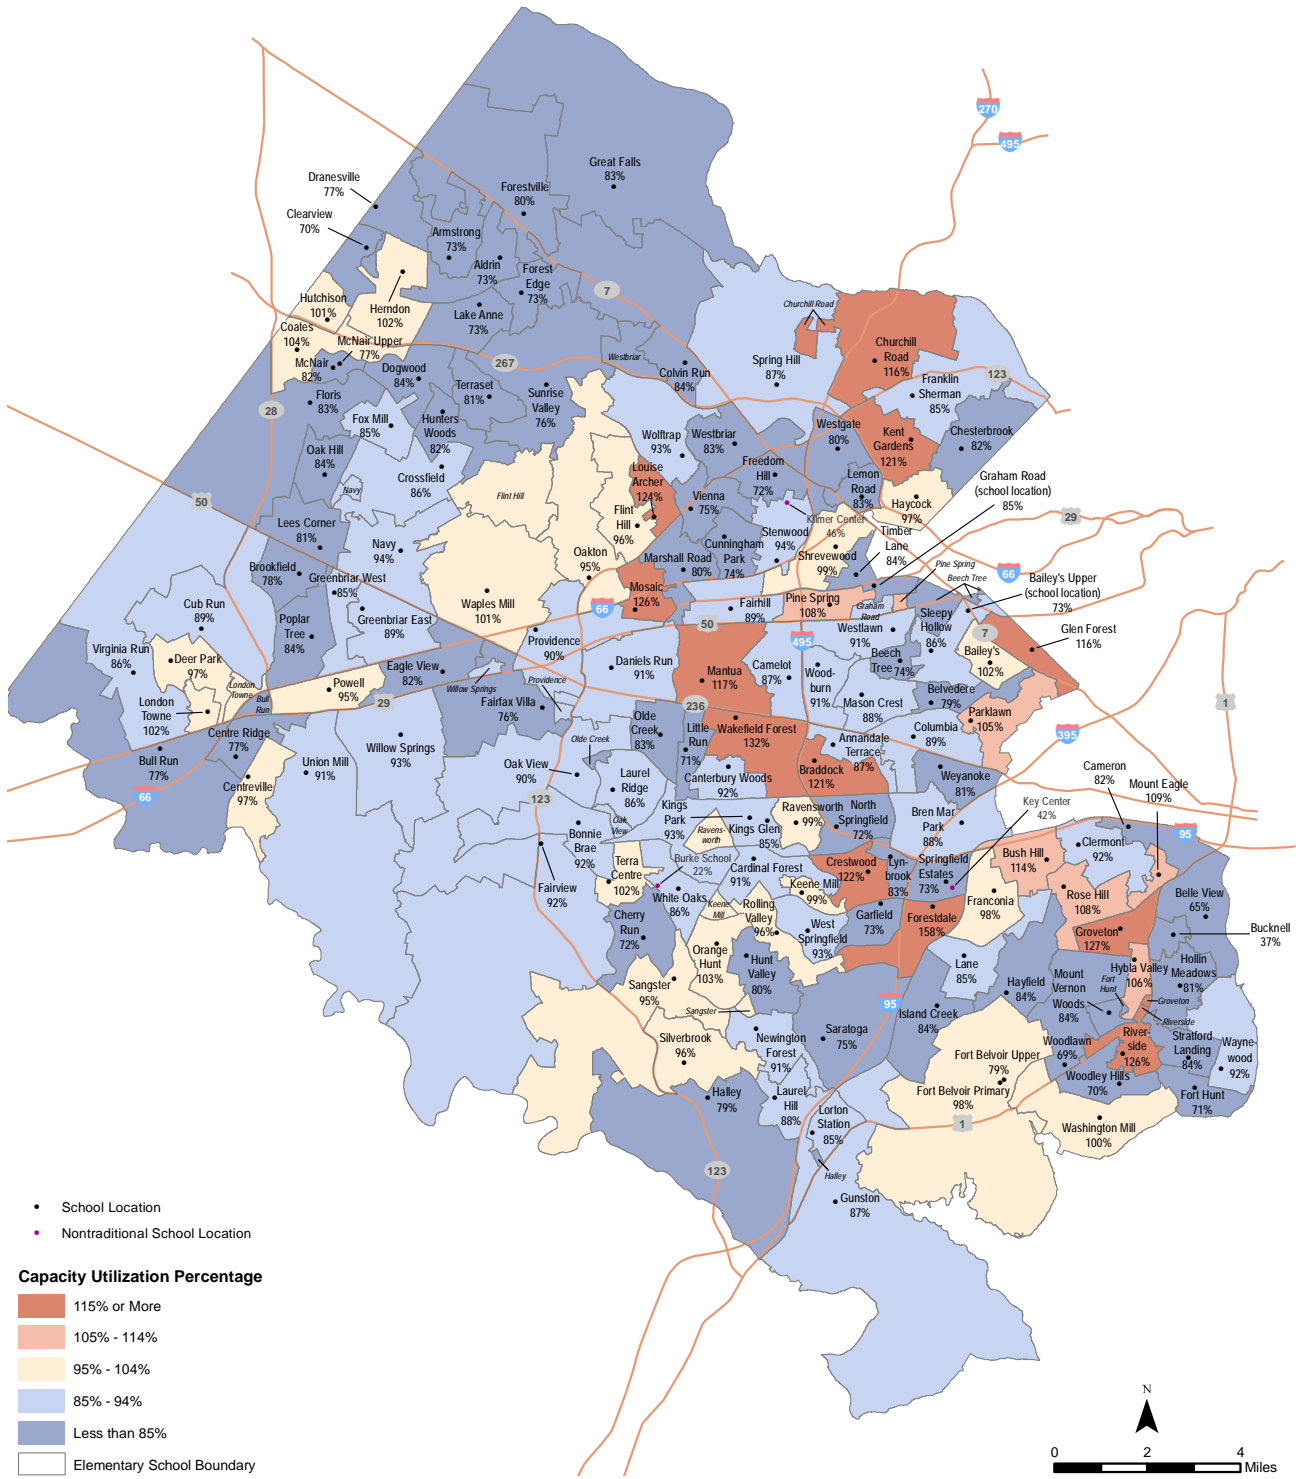 270
495
Great Falls
83%
Dranesville
77%
Forestville
80%
Clearview
70%
Armstrong
73%
Aldrin
73%
Forest
Edge
73%
7
Hutchison
101%
Herndon
102%
Lake Anne
73%
Churchill Road
Coates
104%
McNair Upper
77%
McNair
82%
267
Westbriar
Colvin Run
84%
Spring Hill
87%
Churchill
Road
116%
123
Dogwood
84%
Terraset
81%
Sunrise
Valley
76%
Franklin
Sherman
85%
28
Floris
83%
Fox Mill
85%
Hunters
Woods
82%
Wolftrap
93%
Westbriar
83%
Westgate
80%
Kent
Gardens
121%
Chesterbrook
82%
Oak Hill
84%
Crossfield
86%
Navy
Flint Hill
Louise
Archer
124%
Freedom
Hill
72%
Lemon
Road
83%
Graham Road
(school location)
85%
50
Vienna
75%
Haycock
97%
29
Flint
Hill
96%
Kilmer Center
46%
Lees Corner
81%
Navy
94%
Stenwood
94%
Timber
Lane
84%
Cunningham
Park
74%
Shrevewood
99%
Oakton
95%
Marshall Road
80%
Brookfield
78%
Greenbriar West
85%
Pine Spring
Beech Tree
66
Bailey's Upper
(school location)
73%
Mosaic
126%
Waples Mill
101%
Cub Run
89%
Greenbriar East
89%
66
Fairhill
89%
Pine Spring
108%
Graham
Road
Sleepy
Hollow
86%
Poplar
Tree
84%
50
Providence
90%
495
Westlawn
91%
7
Glen Forest
116%
Virginia Run
86%
Deer Park
97%
Eagle View
82%
Willow Springs
Providence
Daniels Run
91%
Mantua
117%
Camelot
87%
Wood-
burn
91%
Beech
Tree 74%
Bailey's
102%
London
Towne
Bull
Run
Powell
95%
29
Fairfax Villa
76%
236
Mason Crest
88%
Belvedere
79%
Parklawn
105%
1
London
Towne
102%
Centre Ridge
77%
Willow Springs
93%
Olde
Creek
83%
Little
Run
71%
Wakefield Forest
132%
Annandale
Terrace
87%
Columbia
89%
395
Bull Run
77%
Olde Creek
Union Mill
91%
Oak View
90%
Laurel
Ridge
86%
Canterbury Woods
92%
Braddock
121%
Weyanoke
81%
Cameron
82%
Mount Eagle
109%
66
Centreville
97%
123
Kings
Park
93%
Ravensworth
99%
North
Springfield
72%
Bren Mar
Park
88%
Key Center
42%
Oak
View
Ravens-
worth
Kings Glen
85%
95
Bonnie
Brae
92%
Terra
Centre
102%
Burke School
22%
Cardinal Forest
91%
Crestwood
122%
Lyn-
brook
83%
Springfield
Estates
73%
Bush Hill
114%
Clermont
92%
Fairview
92%
White Oaks
86%
Keene Mill
99%
Franconia
98%
Rose Hill
108%
Belle View
65%
Keene
Mill
Rolling
Valley
96%
Garfield
73%
Forestdale
158%
Cherry
Run
72%
West
Springfield
93%
Groveton
127%
Bucknell
37%
Orange
Hunt
103%
Hunt
Valley
80%
Lane
85%
Hybla Valley
106%
Hollin
Meadows
81%
Sangster
95%
Hayfield
84%
Mount
Vernon
Woods
84%
Fort
Hunt
Groveton
Riverside
95
Sangster
Island Creek
84%
Silverbrook
96%
Newington
Forest
91%
Saratoga
75%
Woodlawn
69%
River-
side
126%
Stratford
Landing
84%
Wayne-
wood
92%
Fort Belvoir Upper
79%
Fort Belvoir Primary
98%
Woodley Hills
70%
Fort Hunt
71%
Halley
79%
Laurel
Hill
88%
Lorton
Station
85%
1
Washington Mill
100%
123
Halley
Gunston
87%
School Location
Nontraditional School Location
Capacity Utilization Percentage
115% or More
105% - 114%
95% - 104%
85% - 94%
Less than 85%
Elementary School Boundary
N
0 2 4
Miles